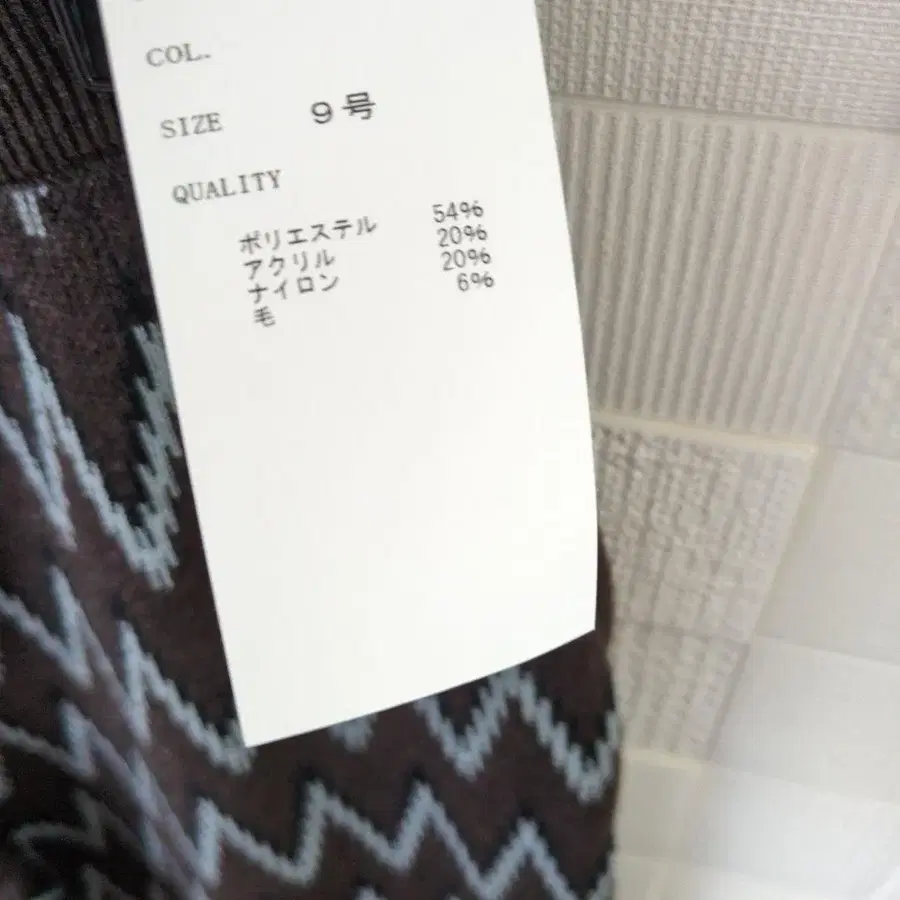 COL.
SIZE 9号
QUALITY
ポリエステル 54%
アクリル 20%
ナイロン 20%
毛 6%